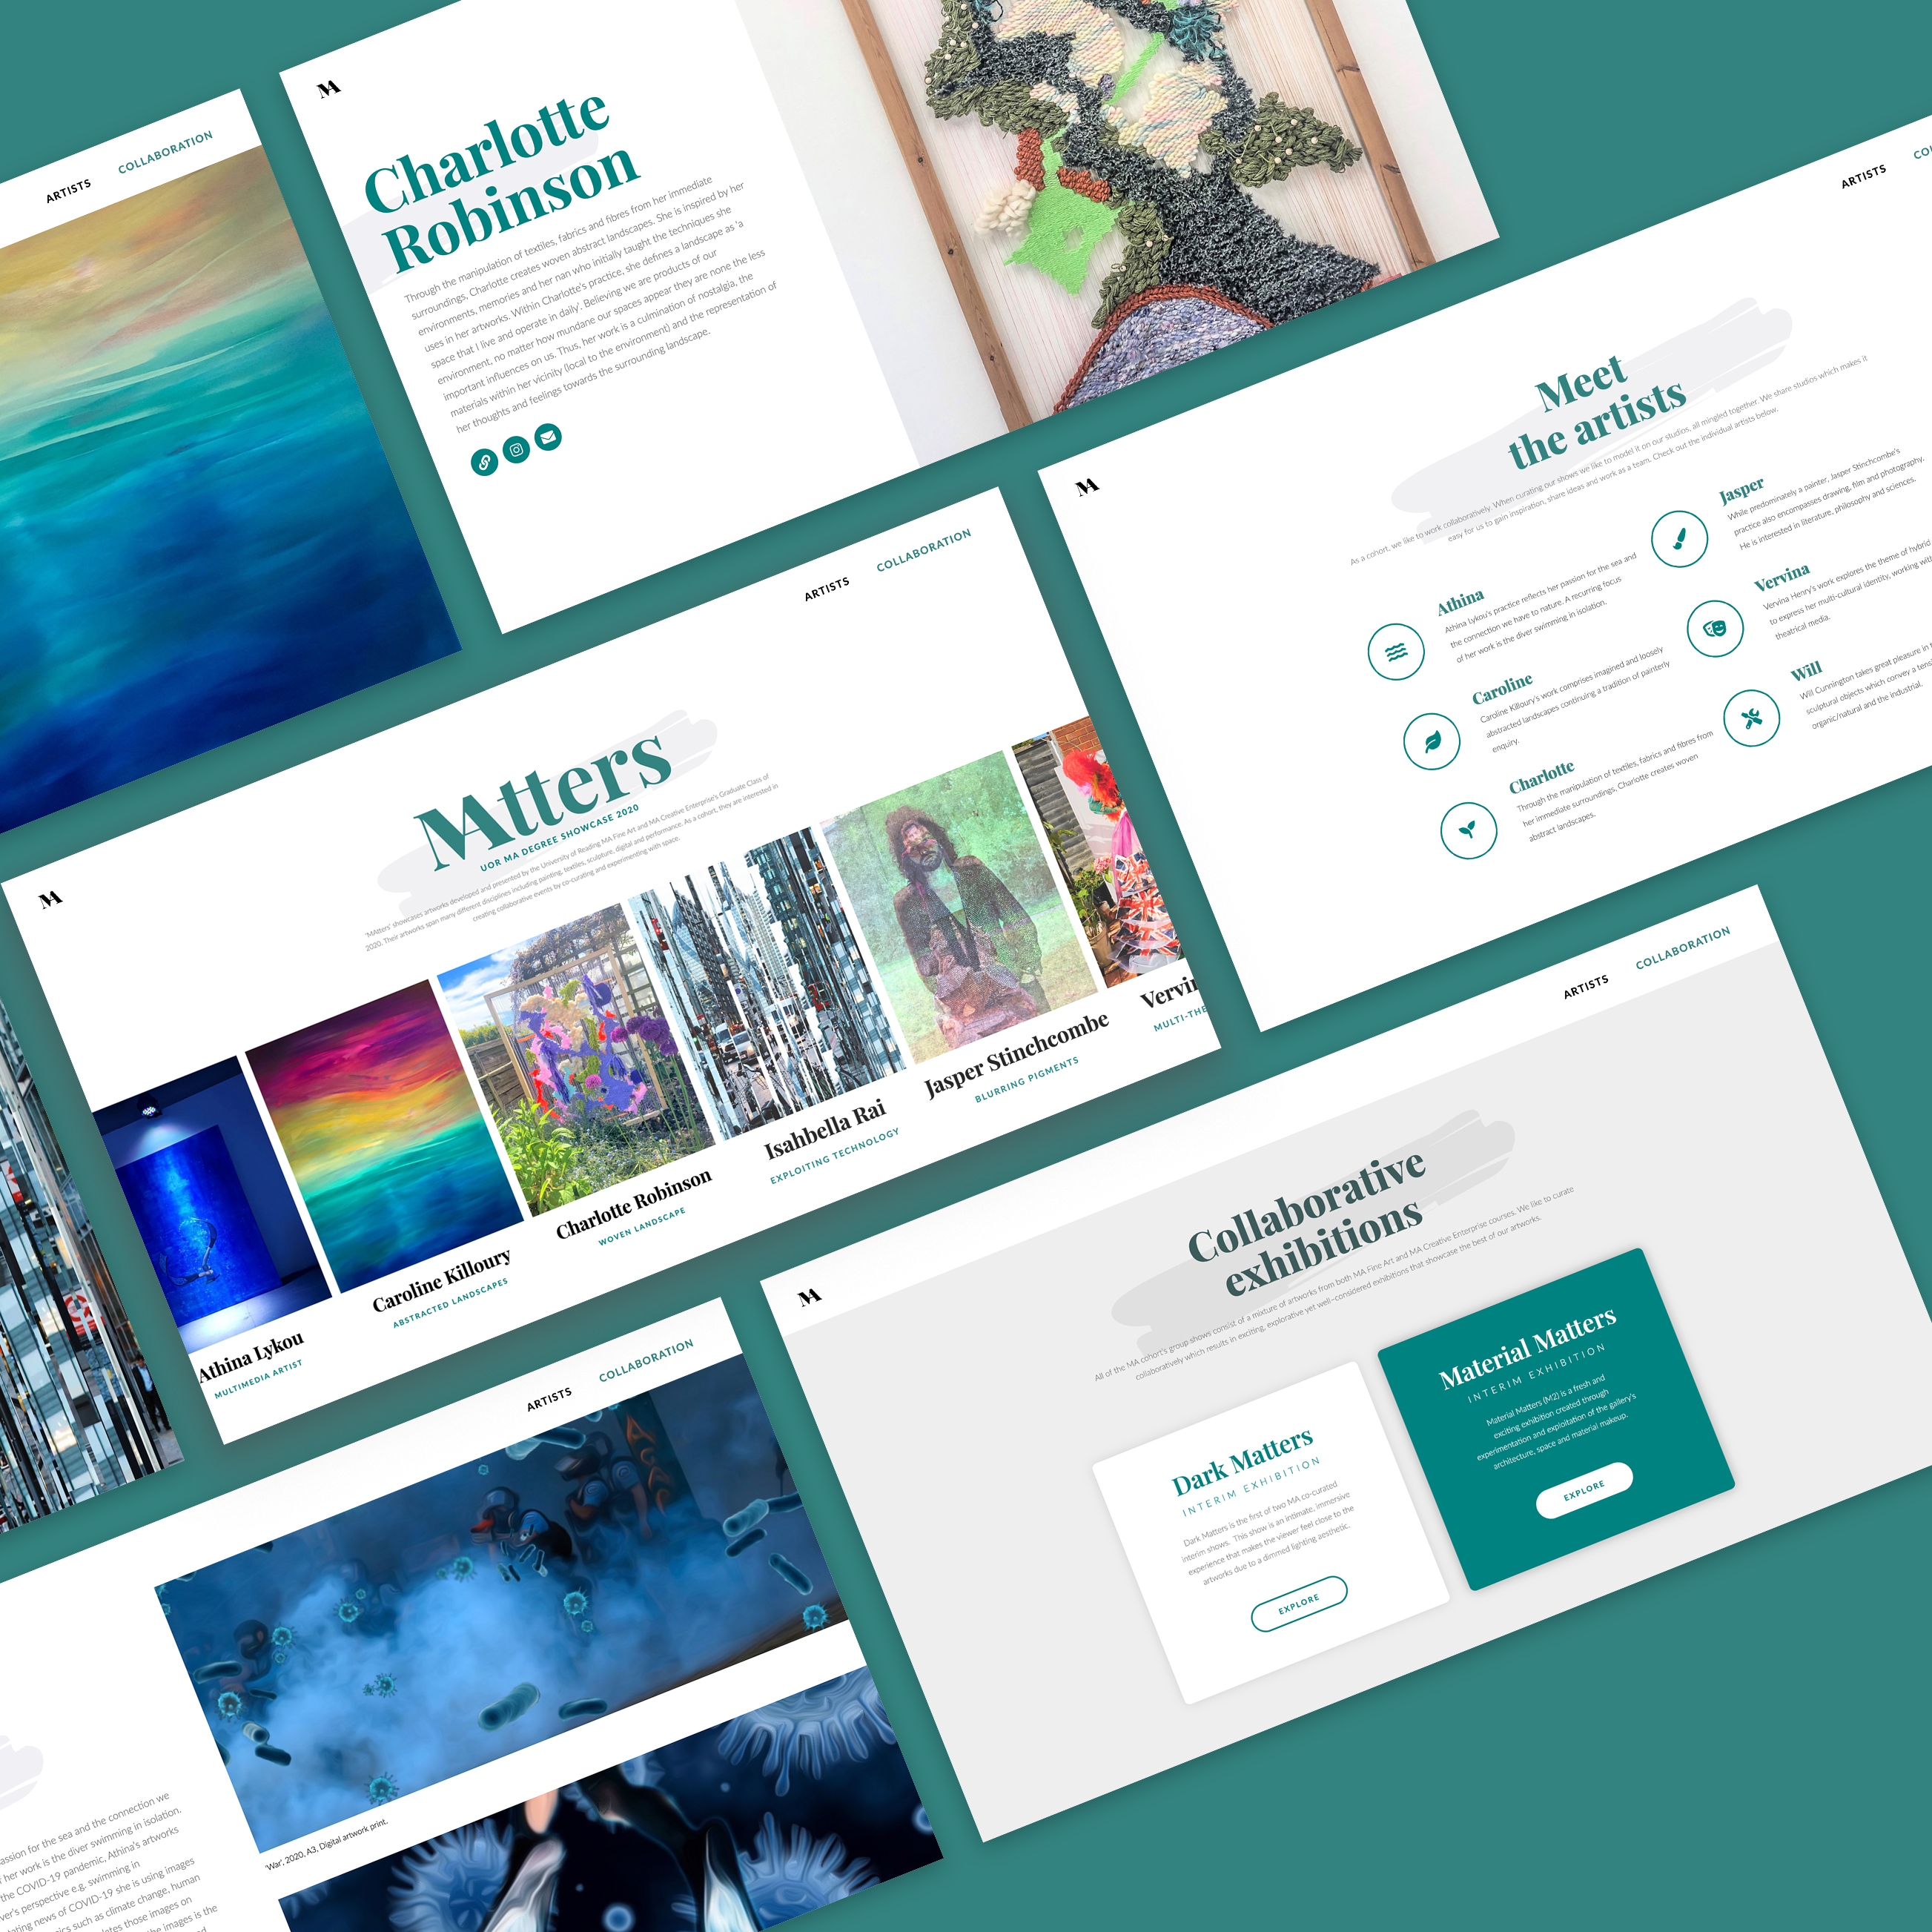 ARTISTS
COLLABORATION
MA
Charlotte
Robinson
Through the manipulation of textiles, fabrics and fibres from her immediate
surroundings, Charlotte creates woven abstract landscapes. She is inspired by her
environments, memories and her nan who initially taught the techniques she
uses in her artworks. Within Charlotte's practice, she defines a landscape as 'a
space that I live and operate in daily'. Believing we are products of our
environment, no matter how mundane our spaces appear they are none the less
important influences on us. Thus, her work is a culmination of nostalgia, the
materials within her vicinity (local to the environment) and the representation of
her thoughts and feelings towards the surrounding landscape.
ARTISTS
MA
Meet
the artists
As a cohort, we like to work collaboratively. When curating our shows we like to model it on our studios, all mingled together. We share studios which makes it
easy for us to gain inspiration, share ideas and work as a team. Check out the individual artists below.
Athina
Athina Lykou's practice reflects her passion for the sea and
the connection we have to nature. A recurring focus
of her work is the diver swimming in isolation.
Caroline
Caroline Killoury's work comprises imagined and loosely
abstracted landscapes continuing a tradition of painterly
enquiry.
Charlotte
Through the manipulation of textiles, fabrics and fibres from
her immediate surroundings, Charlotte creates woven
abstract landscapes.
Jasper
While predominately a painter, Jasper Stinchcombe's
practice also encompasses drawing, film and photography.
He is interested in literature, philosophy and sciences.
Vervina
Vervina Henry's work explores the theme of hybrid
to express her multi-cultural identity, working with
theatrical media.
Will
Will Cunnington takes great pleasure in
sculptural objects which convey a
organic/natural and the industrial.
MA
ARTISTS
COLLABORATION
MAtters
UOR MA DEGREE SHOWCASE 2020
'MAtters' showcases artworks developed and presented by the University of Reading MA Fine Art and MA Creative Enterprise's Graduate Class of
2020. Their artworks span many different disciplines including painting, textiles, sculpture, digital and performance. As a cohort, they are interested in
creating collaborative events by co-curating and experimenting with space.
Athina Lykou
MULTIMEDIA ARTIST
Caroline Killoury
ABSTRACTED LANDSCAPES
Charlotte Robinson
WOVEN LANDSCAPE
Isahbella Rai
EXPLOITING TECHNOLOGY
Jasper Stinchcombe
BLURRING PIGMENTS
MA
ARTISTS
COLLABORATION
Collaborative
exhibitions
All of the MA cohort's group shows consist of a mixture of artworks from both MA Fine Art and MA Creative Enterprise courses. We like to curate
collaboratively which results in exciting, explorative yet well-considered exhibitions that showcase the best of our artworks.
Dark Matters
INTERIM EXHIBITION
Dark Matters is the first of two MA co-curated
interim shows. This show is an intimate, immersive
experience that makes the viewer feel close to the
artworks due to a dimmed lighting aesthetic.
EXPLORE
Material Matters
INTERIM EXHIBITION
Material Matters (M2) is a fresh and
exciting exhibition created through
experimentation and exploitation of the gallery's
architecture, space and material makeup.
EXPLORE
ARTISTS
COLLABORATION
'War', 2020, A3, Digital artwork print.
for the sea and the connection we
her work is the diver swimming in isolation.
the COVID-19 pandemic, Athina's artworks
perspective e.g. swimming in
news of COVID-19 she is using images
such as climate change, human
those images on
images is the